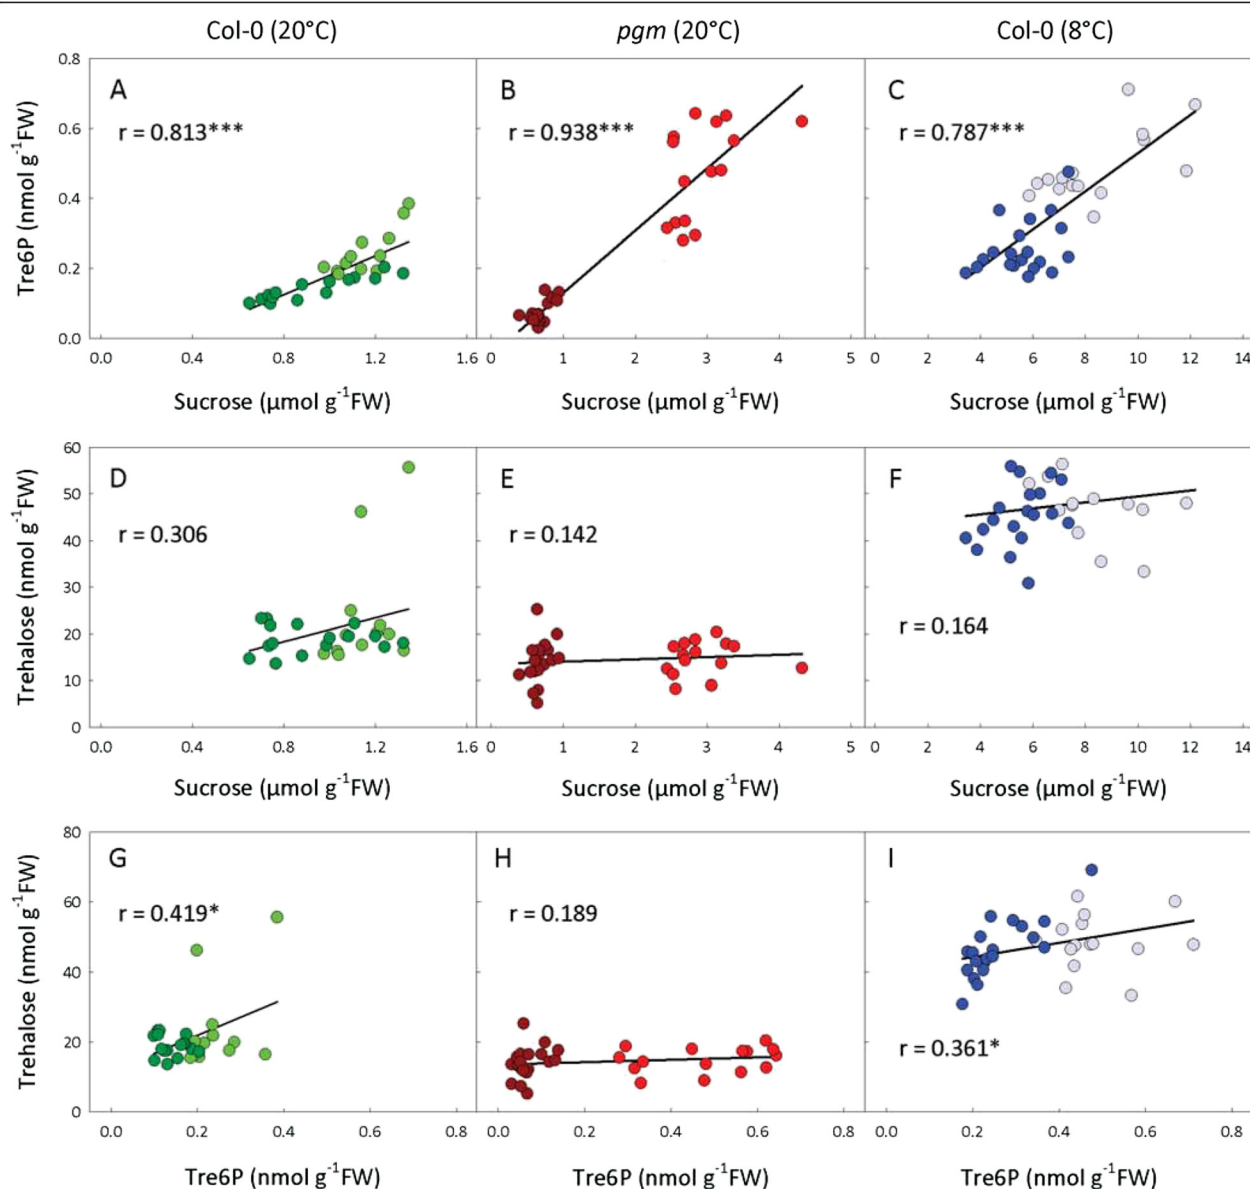 Col-0 (20°C) pgm (20°C) Col-0 (8°C)
A B C
r = 0.813*** r = 0.938*** r = 0.787***
Tre6P (nmol g-1FW)
0.8
0.6
0.4
0.2
0.0
0.0 0.4 0.8 1.2 1.6 0 1 2 3 4 5 0 2 4 6 8 10 12 14
Sucrose (µmol g-1FW) Sucrose (µmol g-1FW) Sucrose (µmol g-1FW)
D E F
r = 0.306 r = 0.142 r = 0.164
Trehalose (nmol g-1FW)
60
50
40
30
20
10
0
0.0 0.4 0.8 1.2 1.6 0 1 2 3 4 5 0 2 4 6 8 10 12 14
Sucrose (µmol g-1FW) Sucrose (µmol g-1FW) Sucrose (µmol g-1FW)
G H I
r = 0.419* r = 0.189 r = 0.361*
Trehalose (nmol g-1FW)
80
60
40
20
0
0.0 0.2 0.4 0.6 0.8 0.0 0.2 0.4 0.6 0.0 0.2 0.4 0.6 0.8
Tre6P (nmol g-1FW) Tre6P (nmol g-1FW) Tre6P (nmol g-1FW)